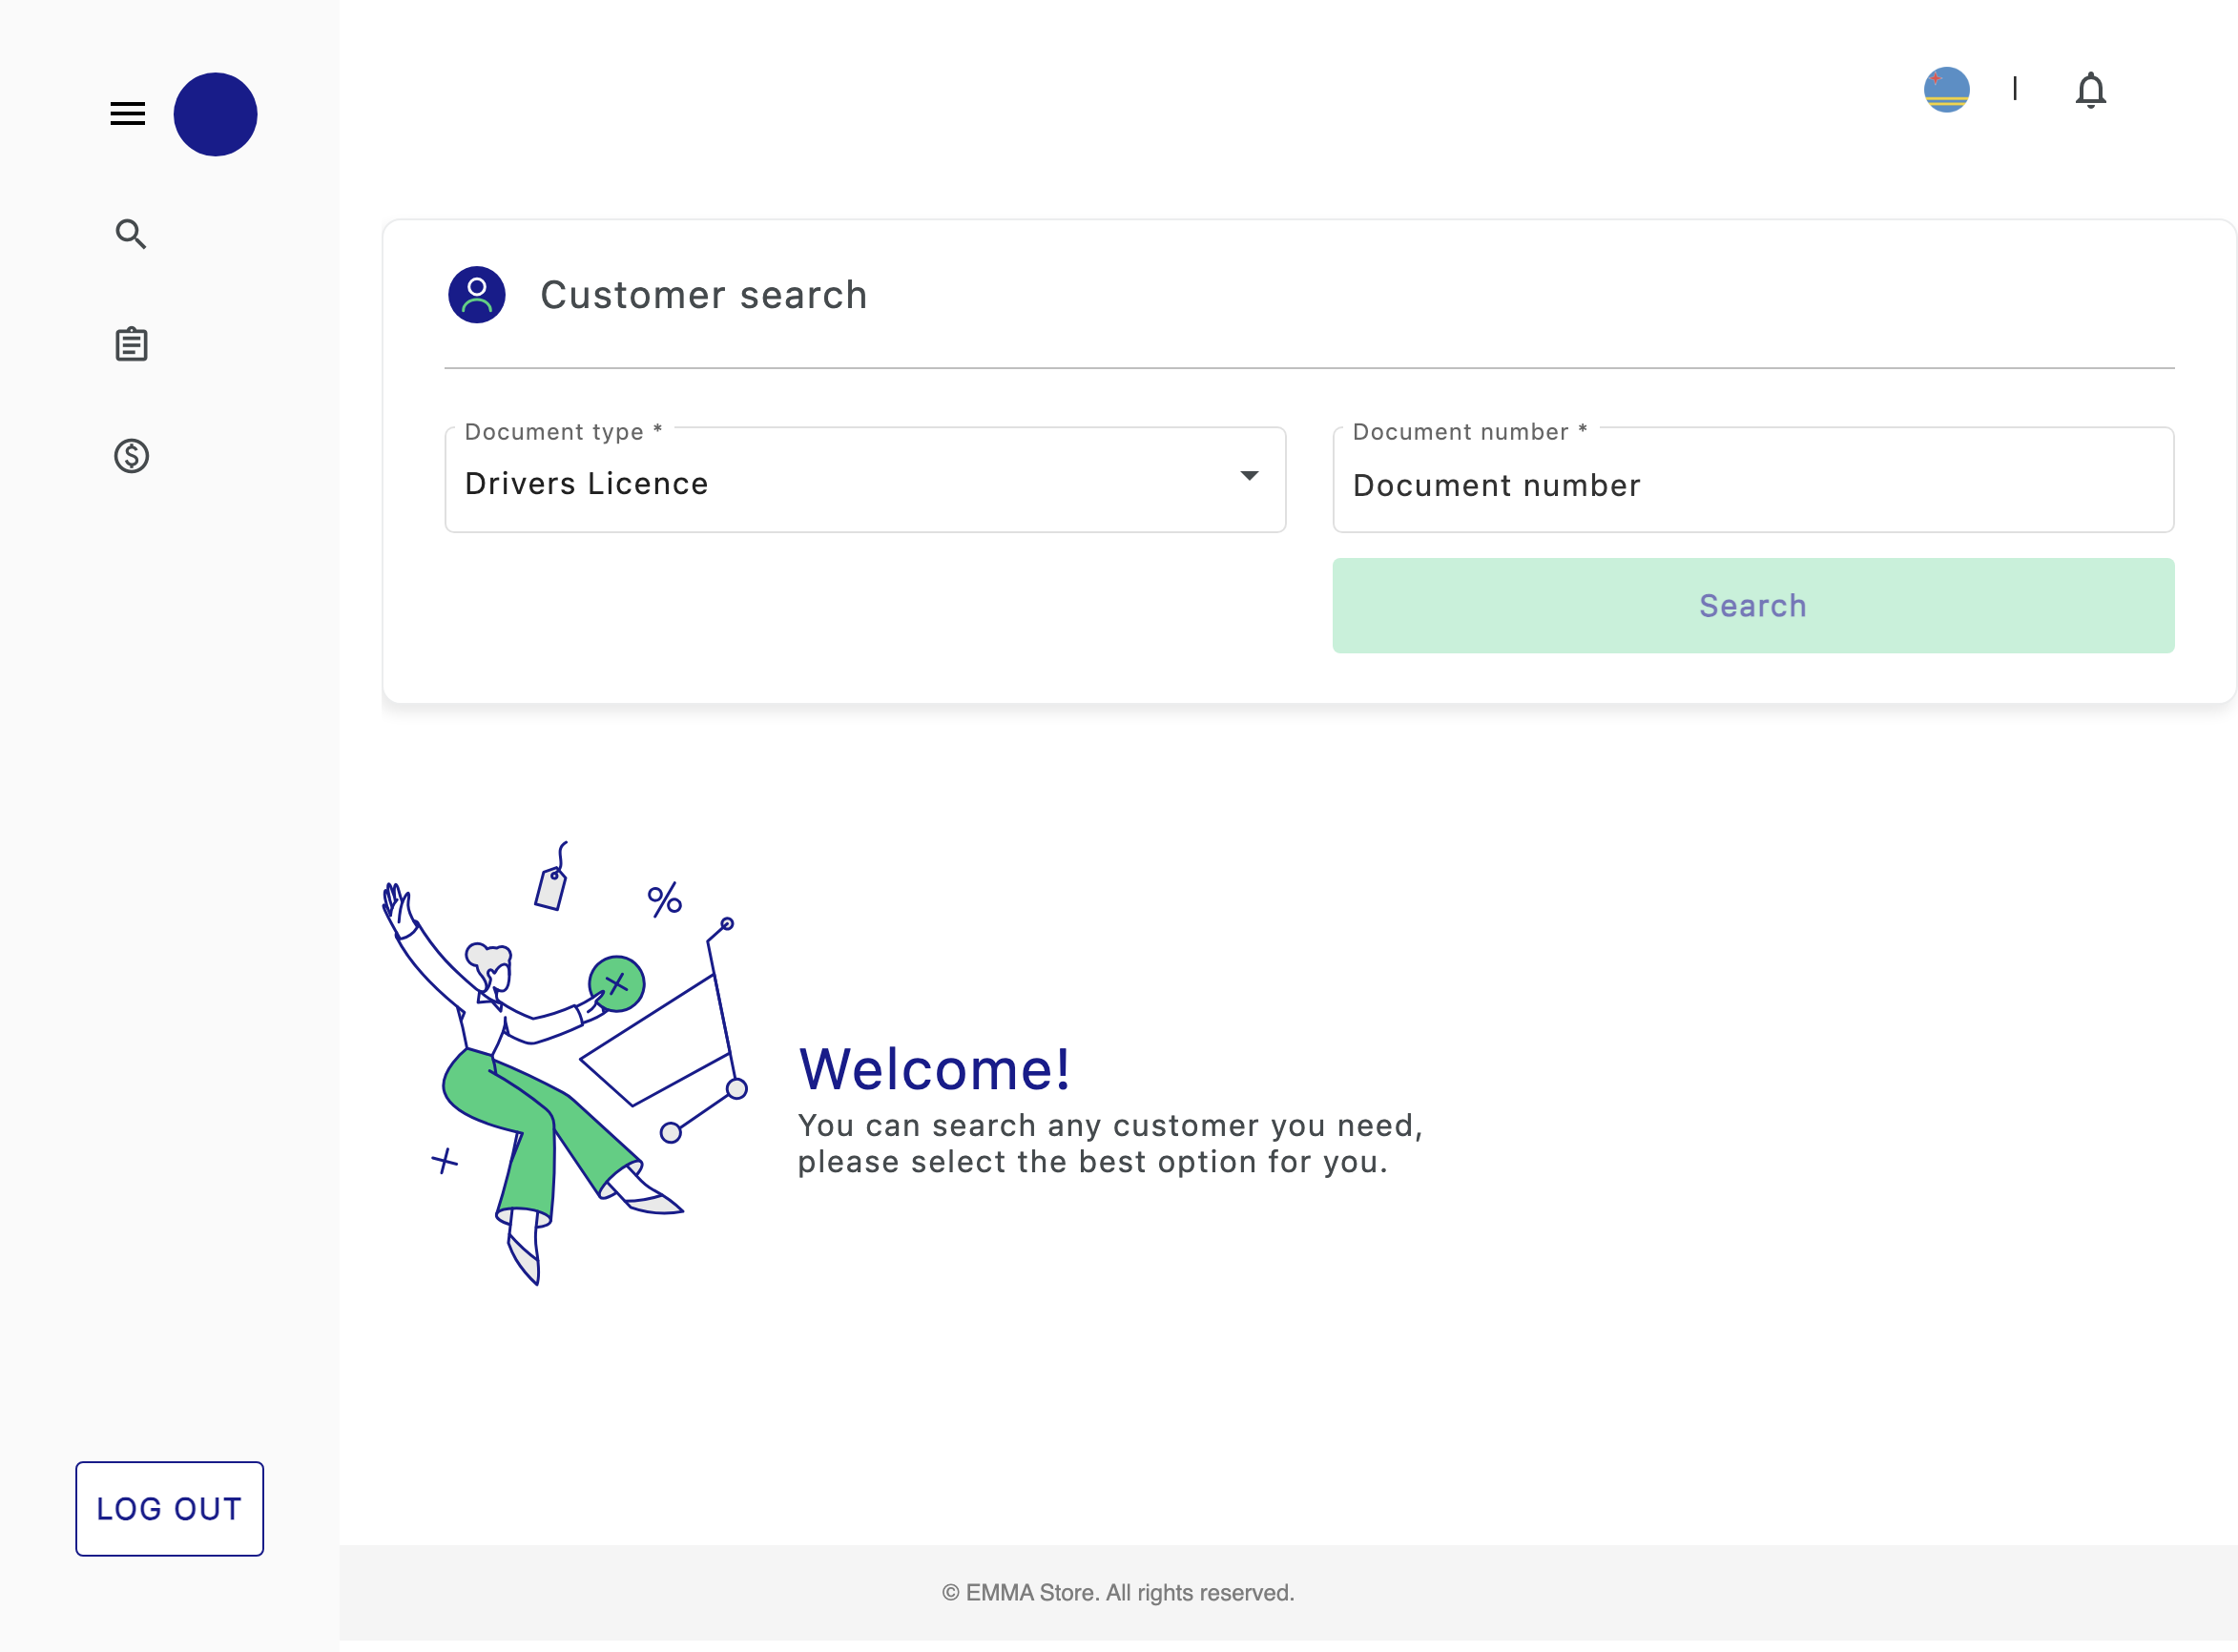 Customer search
Document type *
Drivers Licence
Document number *
Document number
Search
%
Welcome!
You can search any customer you need,
please select the best option for you.
LOG OUT
© EMMA Store. All rights reserved.